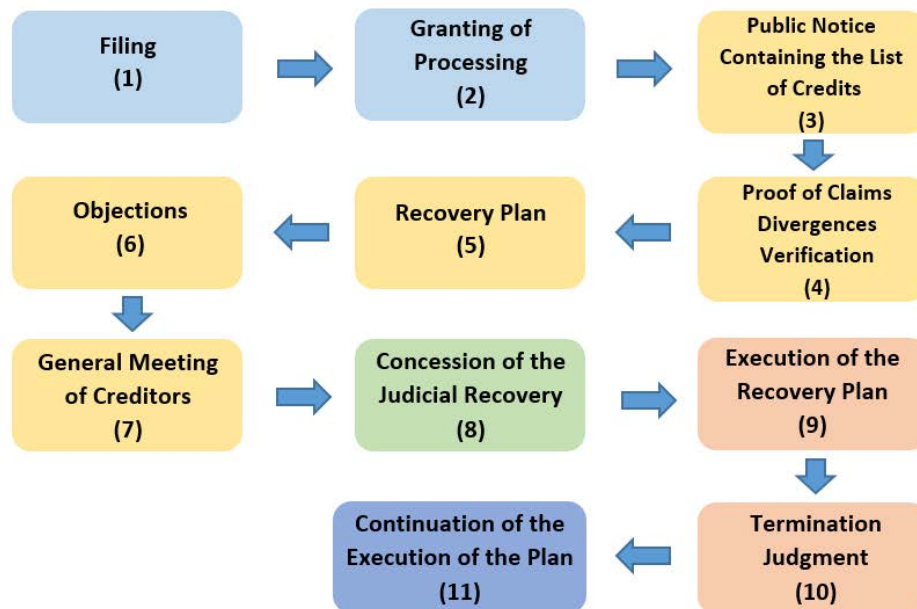 Filing
(1)
Granting of
Processing
(2)
Public Notice
Containing the List
of Credits
(3)
Proof of Claims
Divergences
Verification
(4)
Recovery Plan
(5)
Objections
(6)
General Meeting
of Creditors
(7)
Concession of the
Judicial Recovery
(8)
Execution of the
Recovery Plan
(9)
Termination
Judgment
(10)
Continuation of the
Execution of the Plan
(11)